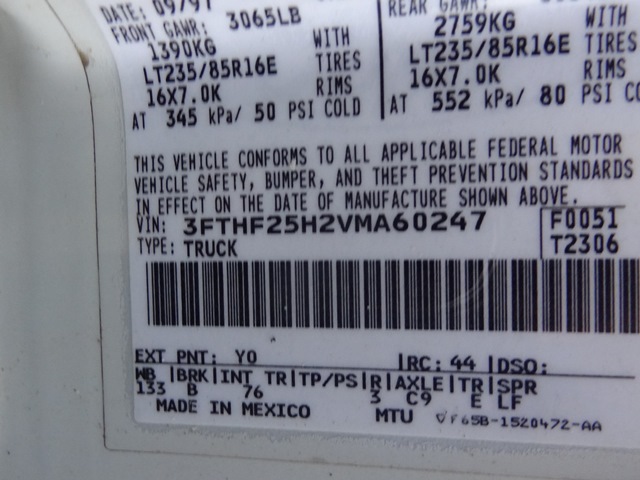 DATE: 09/97
FRONT GAWR: 3065LB
1390KG WITH
LT235/85R16E TIRES
16X7.0K RIMS
AT 345 kPa/ 50 PSI COLD
REAR GAWR:
2759KG WITH
LT235/85R16E TIRES
16X7.0K RIMS
AT 552 kPa/ 80 PSI CO
THIS VEHICLE CONFORMS TO ALL APPLICABLE FEDERAL MOTOR
VEHICLE SAFETY, BUMPER, AND THEFT PREVENTION STANDARDS
IN EFFECT ON THE DATE OF MANUFACTURE SHOWN ABOVE.
VIN: 3FTHF25H2VMA60247 F0051
TYPE: TRUCK T2306
EXT PNT: Y0 |RC: 44 |DSO:
WB |BRK|INT TR|TP/PS|R|AXLE|TR|SPR
133 B 76 3 C9 E LF
MADE IN MEXICO MTU F65B-1520472-AA